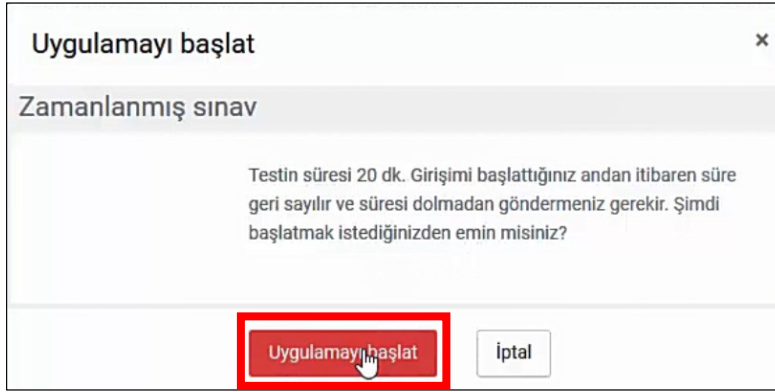 Uygulamayı başlat
×
Zamanlanmış sınav
Testin süresi 20 dk. Girişimi başlattığınız andan itibaren süre
geri sayılır ve süresi dolmadan göndermeniz gerekir. Şimdi
başlatmak istediğinizden emin misiniz?
Uygulamayı başlat
İptal